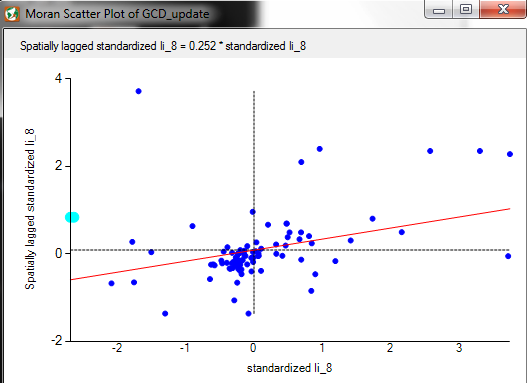 Moran Scatter Plot of GCD_update
Spatially lagged standardized li_8 = 0.252 * standardized li_8
Spatially lagged standardized li_8
4
2
0
-2
-2 -1 0 1 2 3
standardized li_8